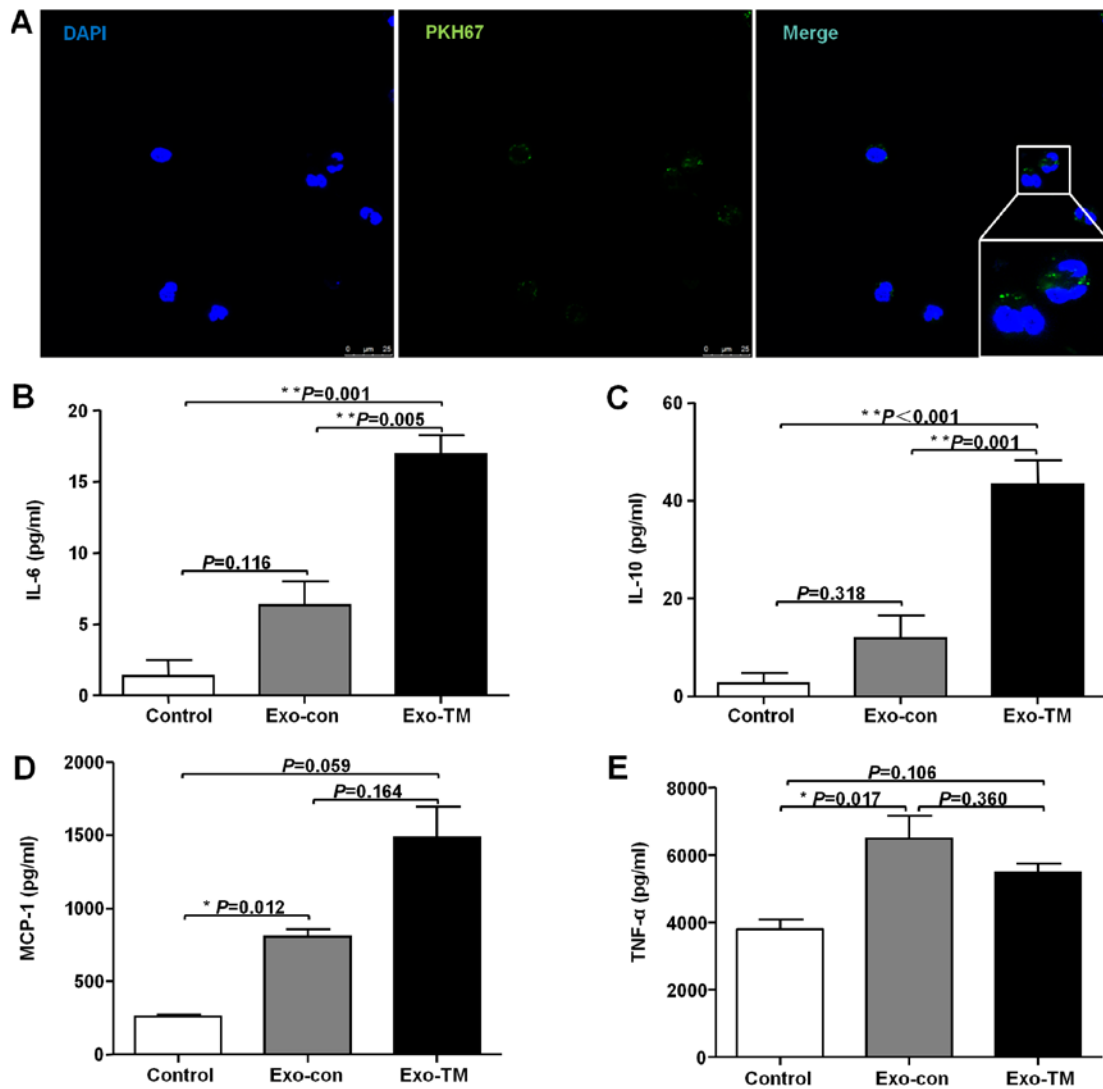 A
DAPI
PKH67
Merge
0 μm 25
0 μm 25
B
**P=0.001
**P=0.005
P=0.116
20
15
10
5
0
IL-6 (pg/ml)
Control Exo-con Exo-TM
C
**P<0.001
**P=0.001
P=0.318
60
40
20
0
IL-10 (pg/ml)
Control Exo-con Exo-TM
D
P=0.059
P=0.164
* P=0.012
2000
1500
1000
500
0
MCP-1 (pg/ml)
Control Exo-con Exo-TM
E
P=0.106
* P=0.017 P=0.360
8000
6000
4000
2000
0
TNF-α (pg/ml)
Control Exo-con Exo-TM